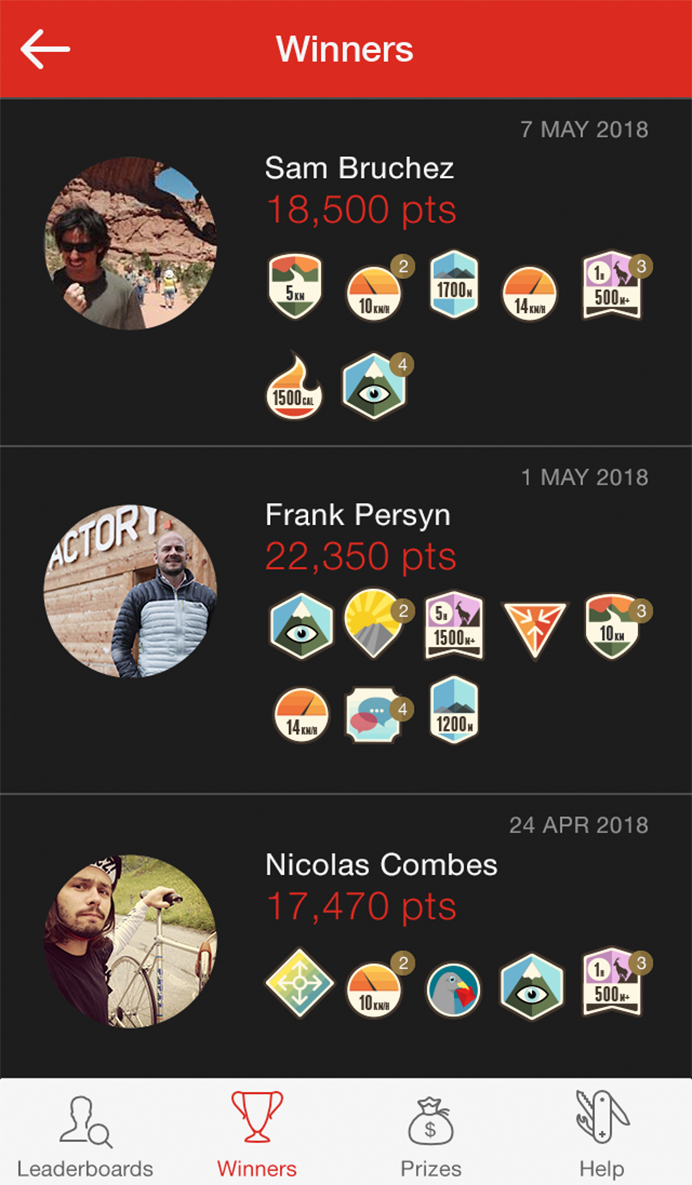 Winners
7 MAY 2018
Sam Bruchez
18,500 pts
5KM
2
10KM/H
1700M
14KM/H
3
1H
500M+
1500CAL
4
1 MAY 2018
ACTORY.
Frank Persyn
22,350 pts
2
5H
1500M+
3
10KM
14KM/H
4
1200M
24 APR 2018
Nicolas Combes
17,470 pts
2
10KM/H
3
1H
500M+
$
Leaderboards
Winners
Prizes
Help